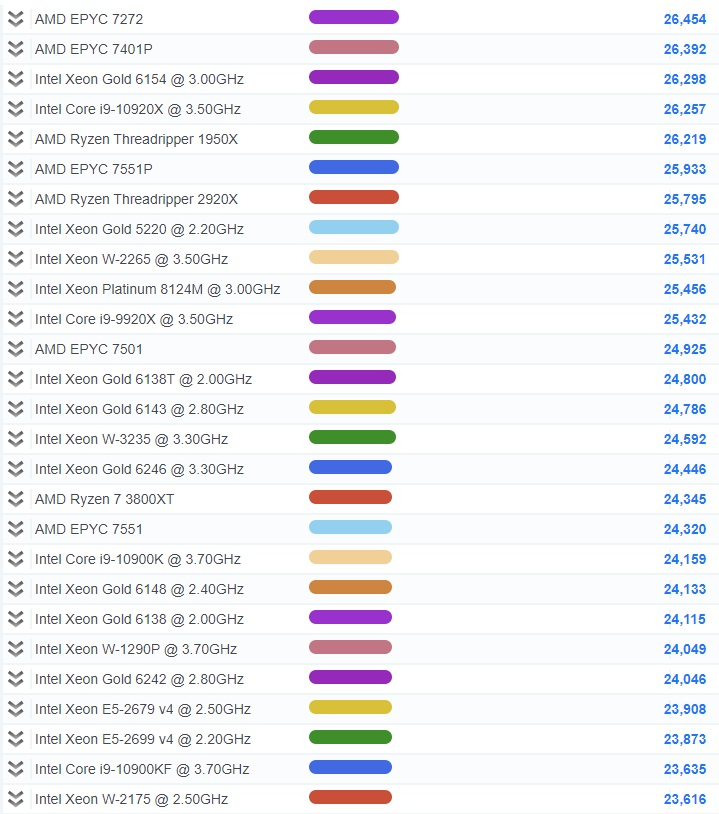 AMD EPYC 7272 26,454
AMD EPYC 7401P 26,392
Intel Xeon Gold 6154 @ 3.00GHz 26,298
Intel Core i9-10920X @ 3.50GHz 26,257
AMD Ryzen Threadripper 1950X 26,219
AMD EPYC 7551P 25,933
AMD Ryzen Threadripper 2920X 25,795
Intel Xeon Gold 5220 @ 2.20GHz 25,740
Intel Xeon W-2265 @ 3.50GHz 25,531
Intel Xeon Platinum 8124M @ 3.00GHz 25,456
Intel Core i9-9920X @ 3.50GHz 25,432
AMD EPYC 7501 24,925
Intel Xeon Gold 6138T @ 2.00GHz 24,800
Intel Xeon Gold 6143 @ 2.80GHz 24,786
Intel Xeon W-3235 @ 3.30GHz 24,592
Intel Xeon Gold 6246 @ 3.30GHz 24,446
AMD Ryzen 7 3800XT 24,345
AMD EPYC 7551 24,320
Intel Core i9-10900K @ 3.70GHz 24,159
Intel Xeon Gold 6148 @ 2.40GHz 24,133
Intel Xeon Gold 6138 @ 2.00GHz 24,115
Intel Xeon W-1290P @ 3.70GHz 24,049
Intel Xeon Gold 6242 @ 2.80GHz 24,046
Intel Xeon E5-2679 v4 @ 2.50GHz 23,908
Intel Xeon E5-2699 v4 @ 2.20GHz 23,873
Intel Core i9-10900KF @ 3.70GHz 23,635
Intel Xeon W-2175 @ 2.50GHz 23,616